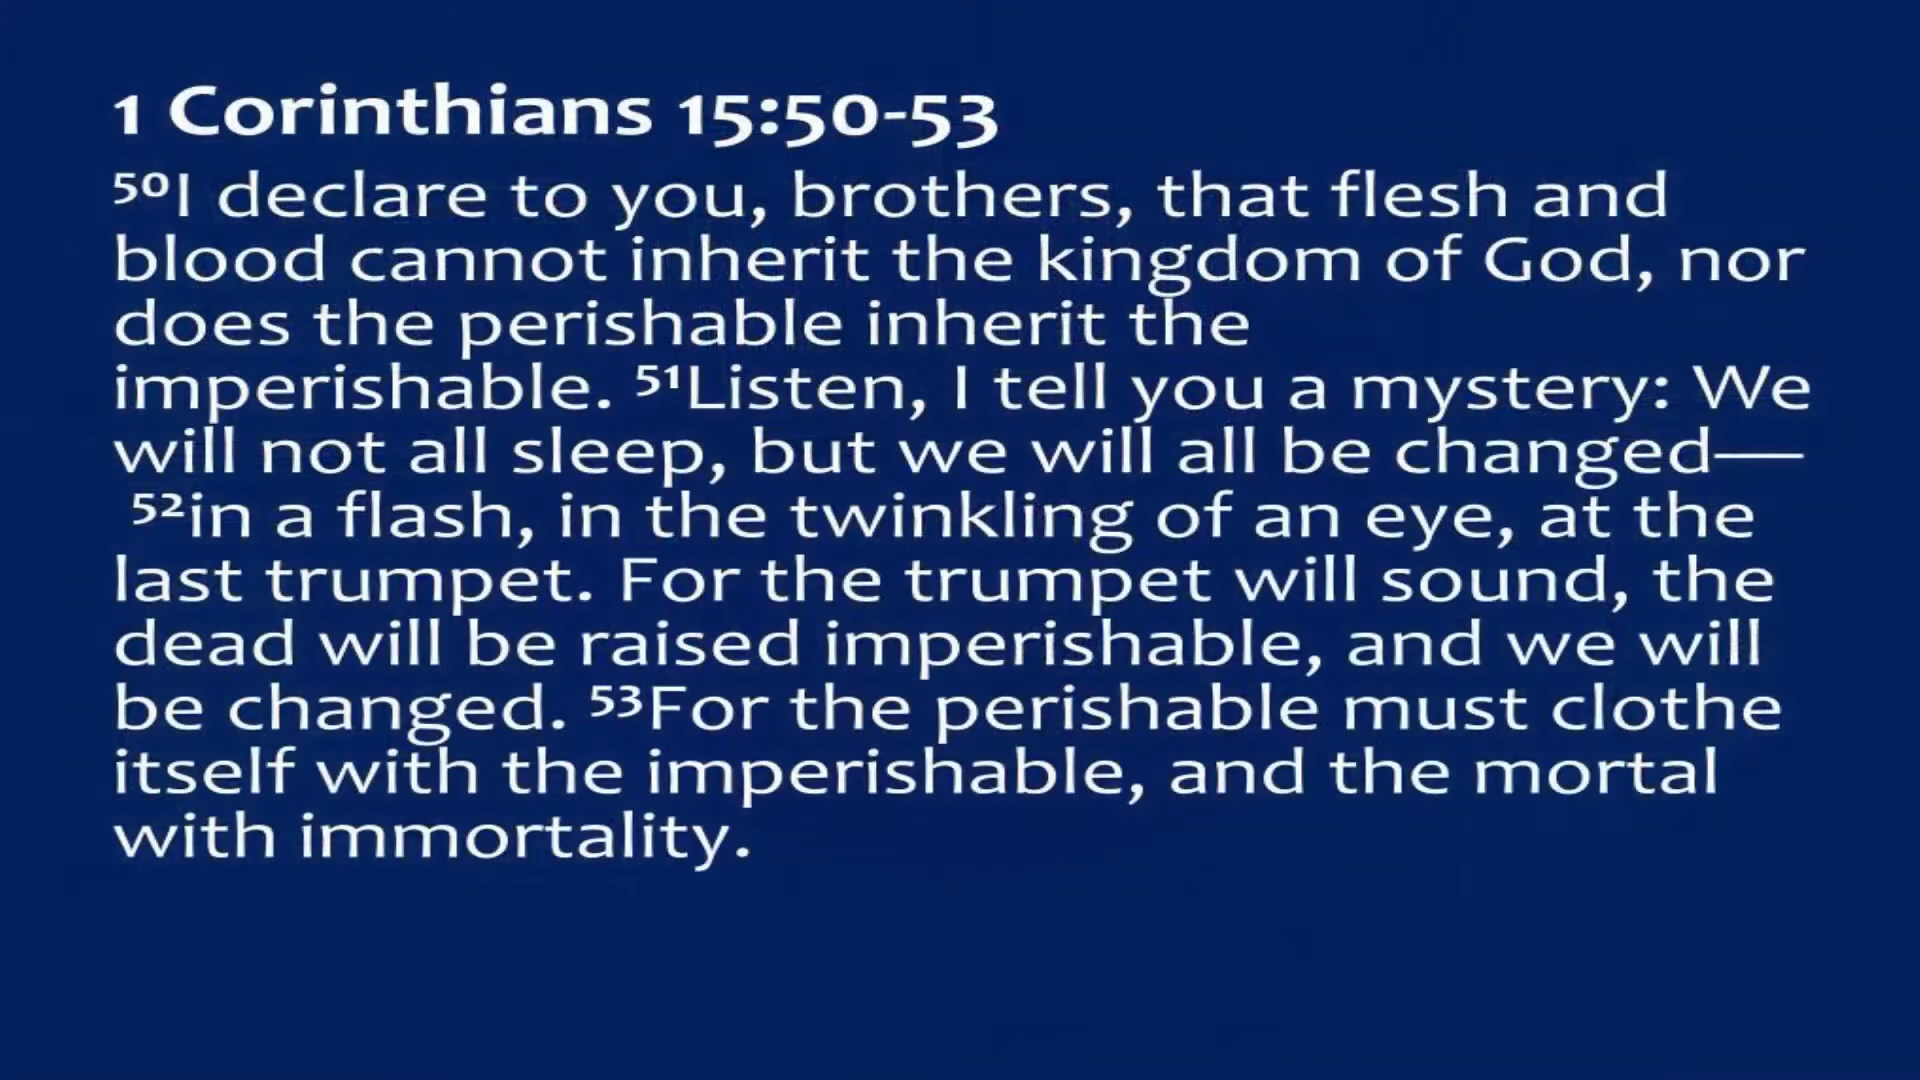 1 Corinthians 15:50-53
⁵⁰I declare to you, brothers, that flesh and
blood cannot inherit the kingdom of God, nor
does the perishable inherit the
imperishable. ⁵¹Listen, I tell you a mystery: We
will not all sleep, but we will all be changed—
⁵²in a flash, in the twinkling of an eye, at the
last trumpet. For the trumpet will sound, the
dead will be raised imperishable, and we will
be changed. ⁵³For the perishable must clothe
itself with the imperishable, and the mortal
with immortality.